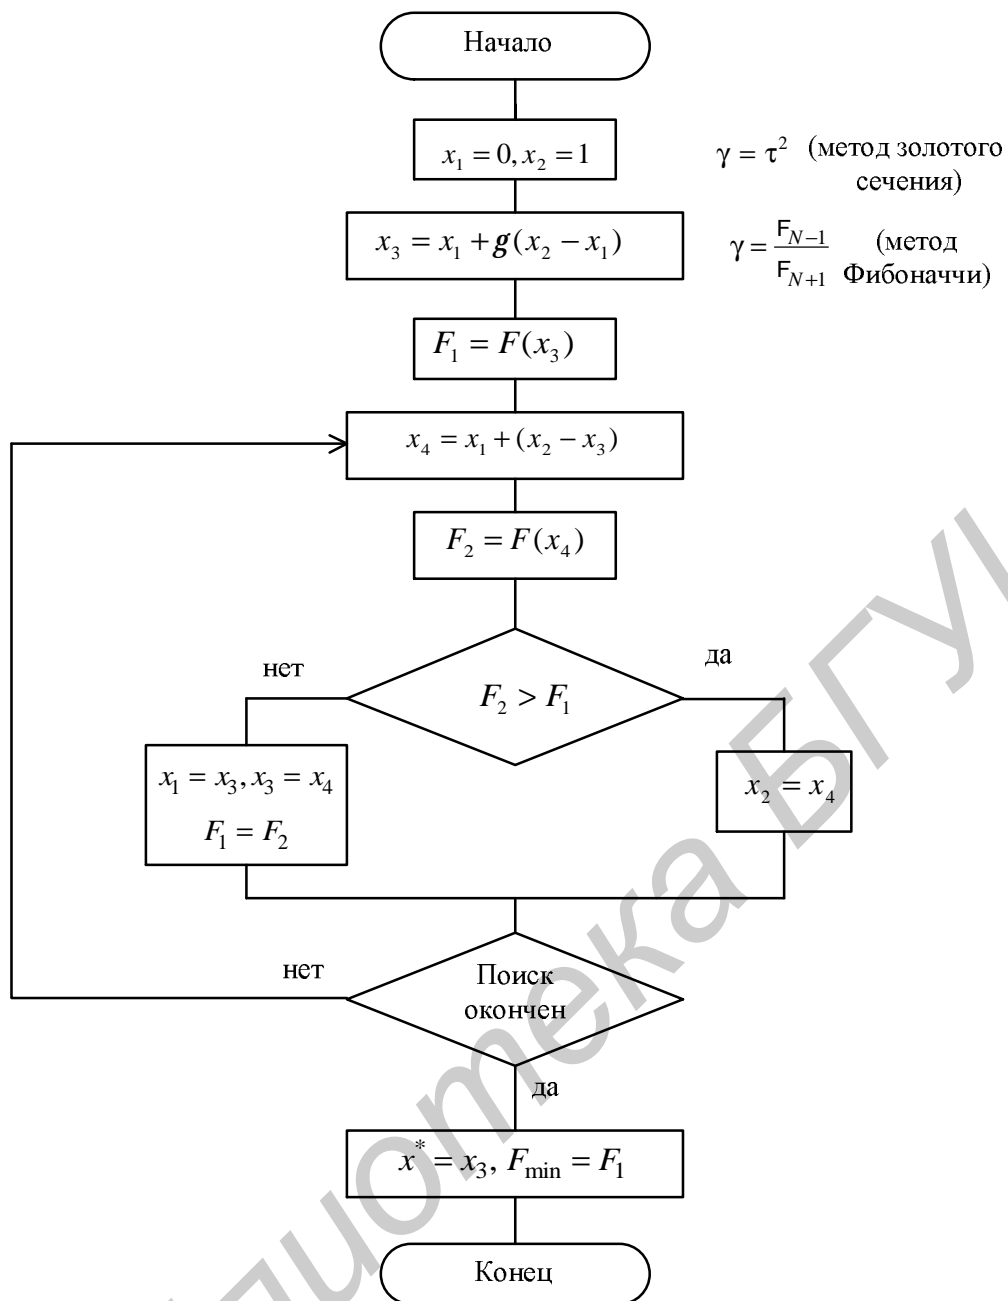 Начало
x₁ = 0, x₂ = 1
γ = τ² (метод золотого
сечения)
x₃ = x₁ + g(x₂ − x₁)
γ = F_{N−1} / F_{N+1} (метод
Фибоначчи)
F₁ = F(x₃)
x₄ = x₁ + (x₂ − x₃)
F₂ = F(x₄)
нет
да
F₂ > F₁
x₁ = x₃, x₃ = x₄
F₁ = F₂
x₂ = x₄
нет
Поиск
окончен
да
x* = x₃, F_min = F₁
Конец